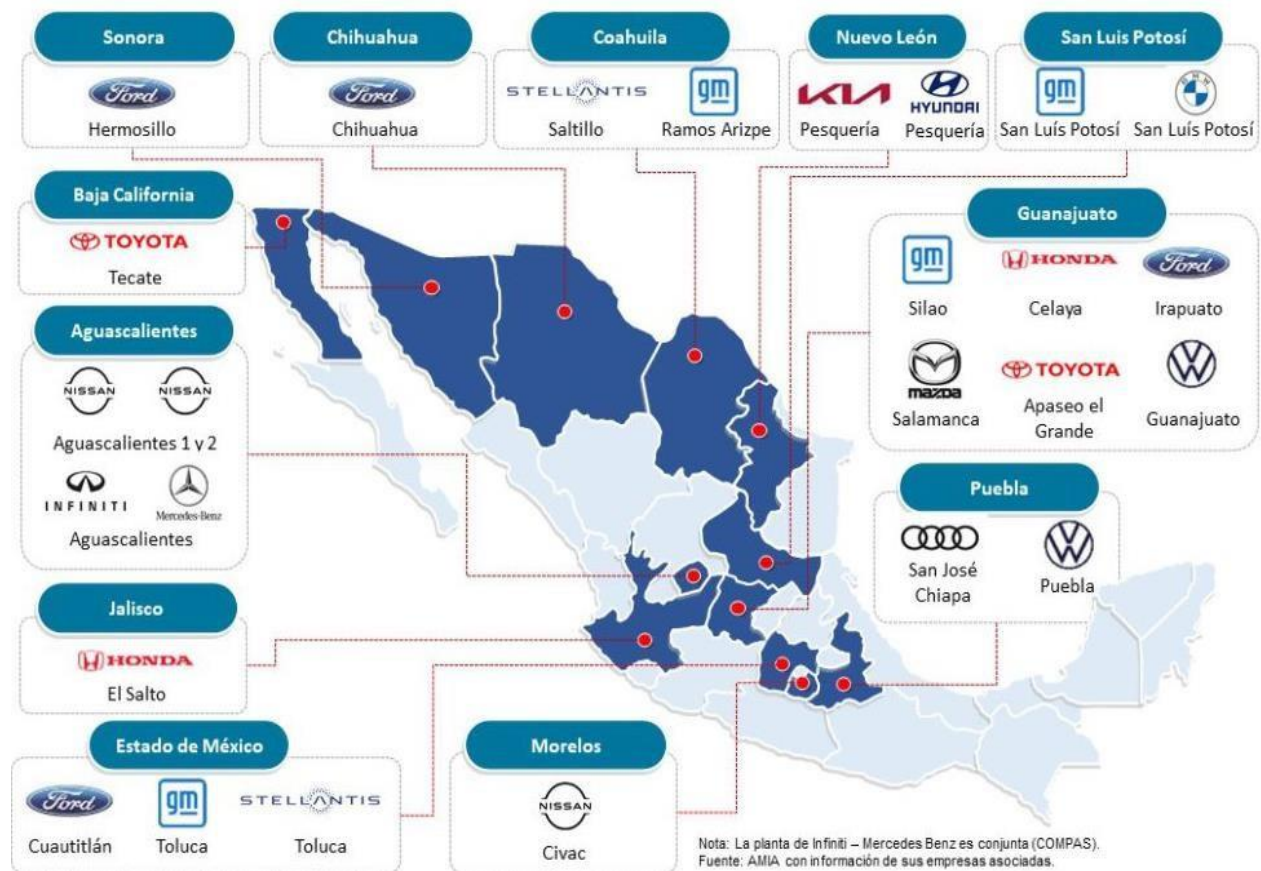 Sonora
Ford
Hermosillo
Chihuahua
Ford
Chihuahua
Coahuila
STELLANTIS
gm
Saltillo
Ramos Arizpe
Nuevo León
KIA
HYUNDAI
Pesquería
Pesquería
San Luis Potosí
gm
BMW
San Luís Potosí
San Luís Potosí
Baja California
TOYOTA
Tecate
Guanajuato
gm
HONDA
Ford
Silao
Celaya
Irapuato
mazda
TOYOTA
VW
Salamanca
Apaseo el
Grande
Guanajuato
Aguascalientes
NISSAN
NISSAN
Aguascalientes 1 y 2
INFINITI
Mercedes-Benz
Aguascalientes
Puebla
VW
San José
Chiapa
Puebla
Jalisco
HONDA
El Salto
Estado de México
Ford
gm
STELLANTIS
Cuautitlán
Toluca
Toluca
Morelos
NISSAN
Civac
Nota: La planta de Infiniti – Mercedes Benz es conjunta (COMPAS).
Fuente: AMIA con información de sus empresas asociadas.